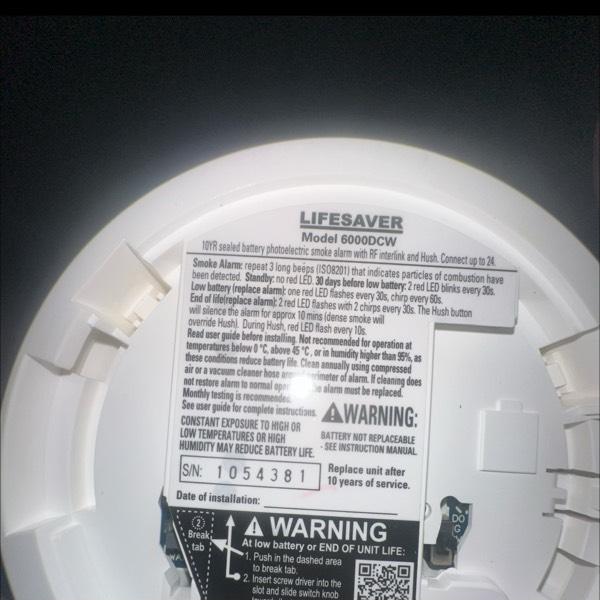 LIFESAVER
Model 6000DCW
10YR sealed battery photoelectric smoke alarm with RF interlink and Hush. Connect up to 24.
Smoke Alarm: repeat 3 long beeps (ISO8201) that indicates particles of combustion have
been detected. Standby: no red LED. 30 days before low battery: 2 red LED blinks every 30s.
Low battery (replace alarm): one red LED flashes every 30s, chirp every 60s.
End of life(replace alarm): 2 red LED flashes with 2 chirps every 30s. The Hush button
will silence the alarm for approx 10 mins (dense smoke will
override Hush). During Hush, red LED flash every 10s.
Read user guide before installing. Not recommended for operation at
temperatures below 0 °C, above 45 °C, or in humidity higher than 95%, as
these conditions reduce battery life. Clean annually using compressed
air or a vacuum cleaner hose around perimeter of alarm. If cleaning does
not restore alarm to normal alarm must be replaced.
Monthly testing is recommended.
See user guide for complete instructions.
CONSTANT EXPOSURE TO HIGH OR
LOW TEMPERATURES OR HIGH
HUMIDITY MAY REDUCE BATTERY LIFE.
WARNING:
BATTERY NOT REPLACEABLE
- SEE INSTRUCTION MANUAL.
S/N: 1054381
Replace unit after
10 years of service.
Date of installation:
2
Break
tab
WARNING
At low battery or END OF UNIT LIFE:
1. Push in the dashed area
to break tab.
2. Insert screw driver into the
slot and slide switch knob
DO